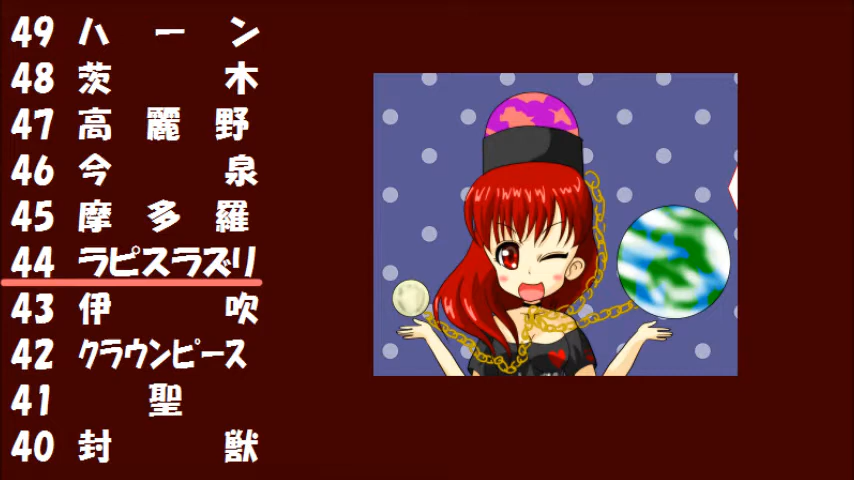 49 ハーン
48 茨木
47 高麗野
46 今泉
45 摩多羅
44 ラピスラズリ
43 伊吹
42 クラウンピース
41 聖
40 封獣